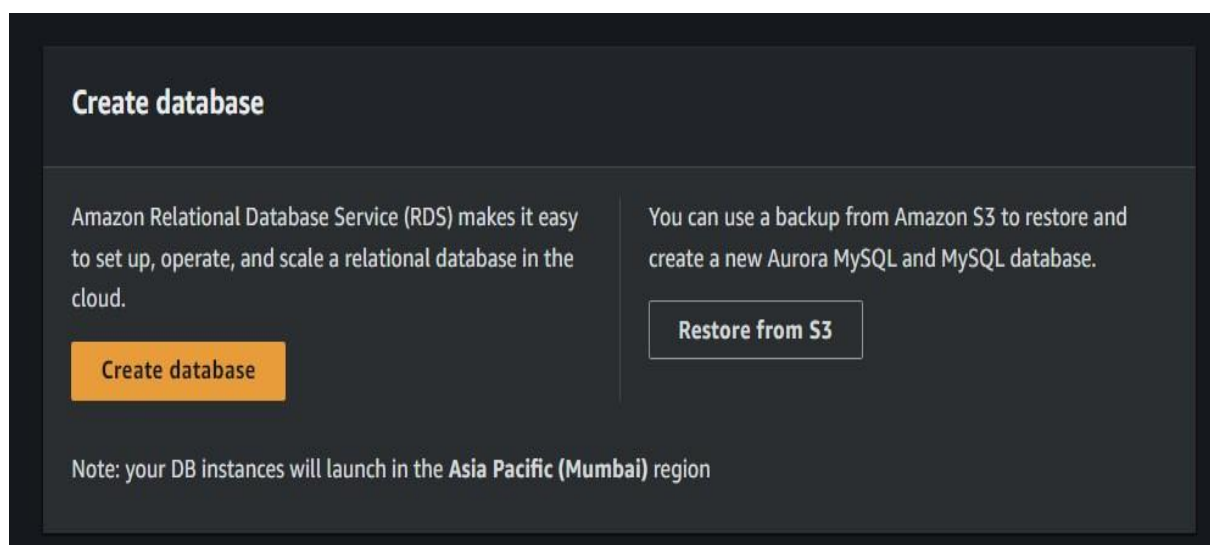 Create database
Amazon Relational Database Service (RDS) makes it easy
to set up, operate, and scale a relational database in the
cloud.
Create database
You can use a backup from Amazon S3 to restore and
create a new Aurora MySQL and MySQL database.
Restore from S3
Note: your DB instances will launch in the Asia Pacific (Mumbai) region